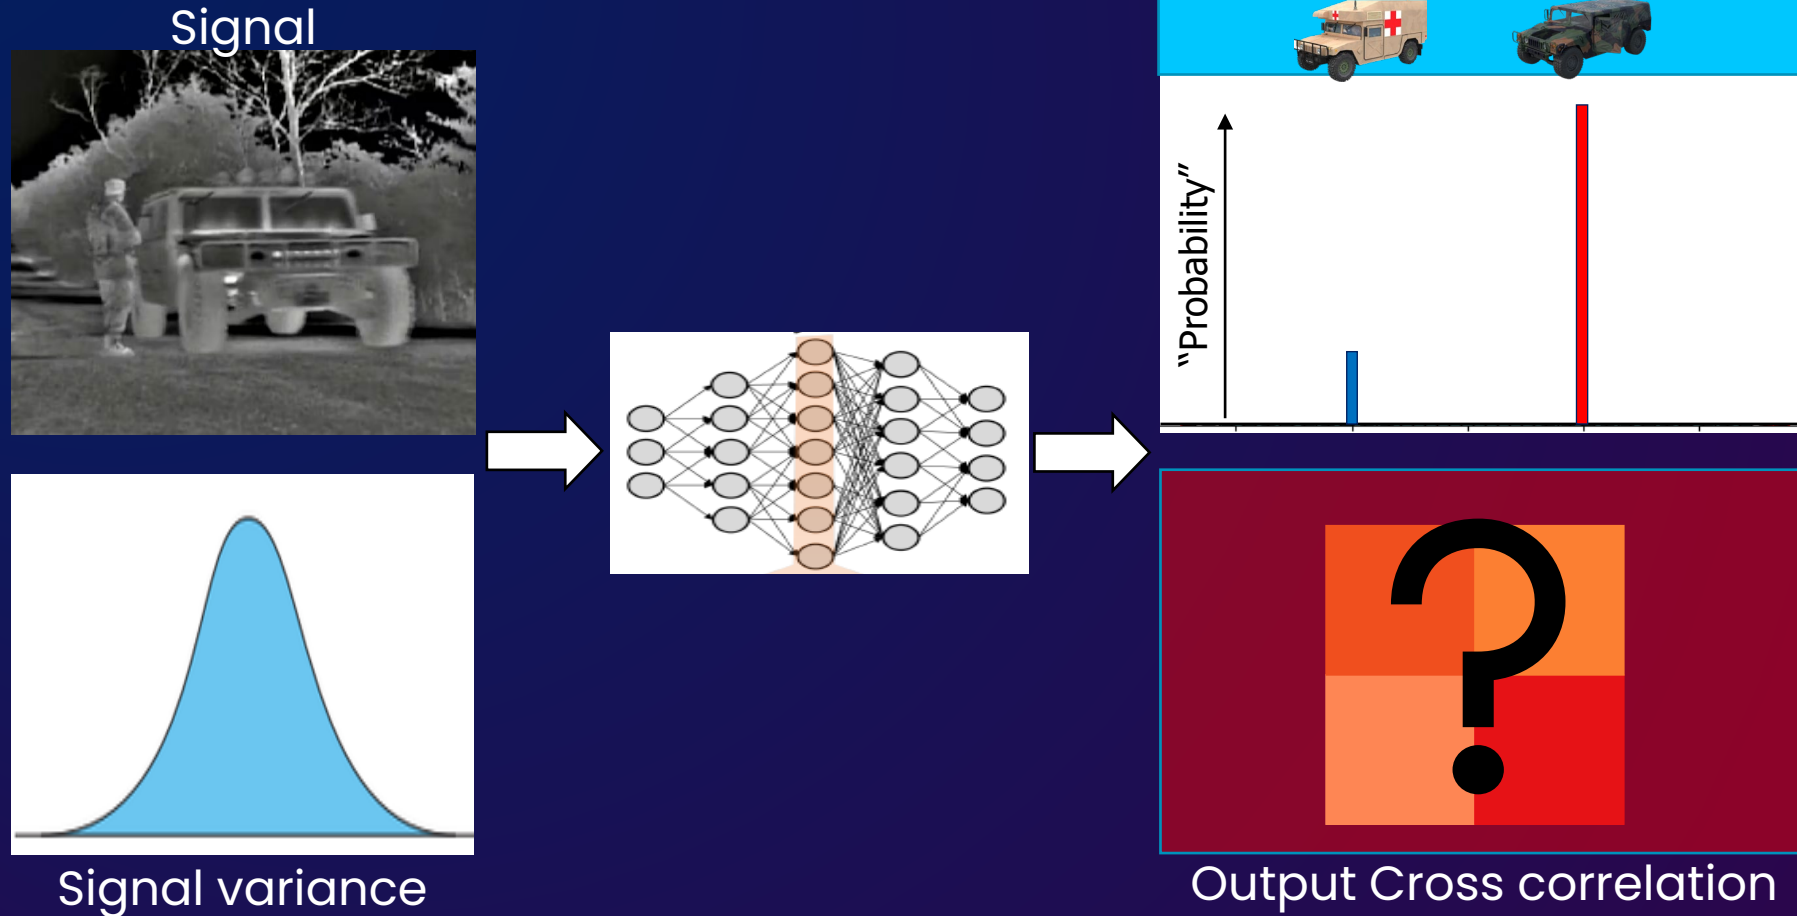 Signal
“Probability”
Signal variance
?
Output Cross correlation